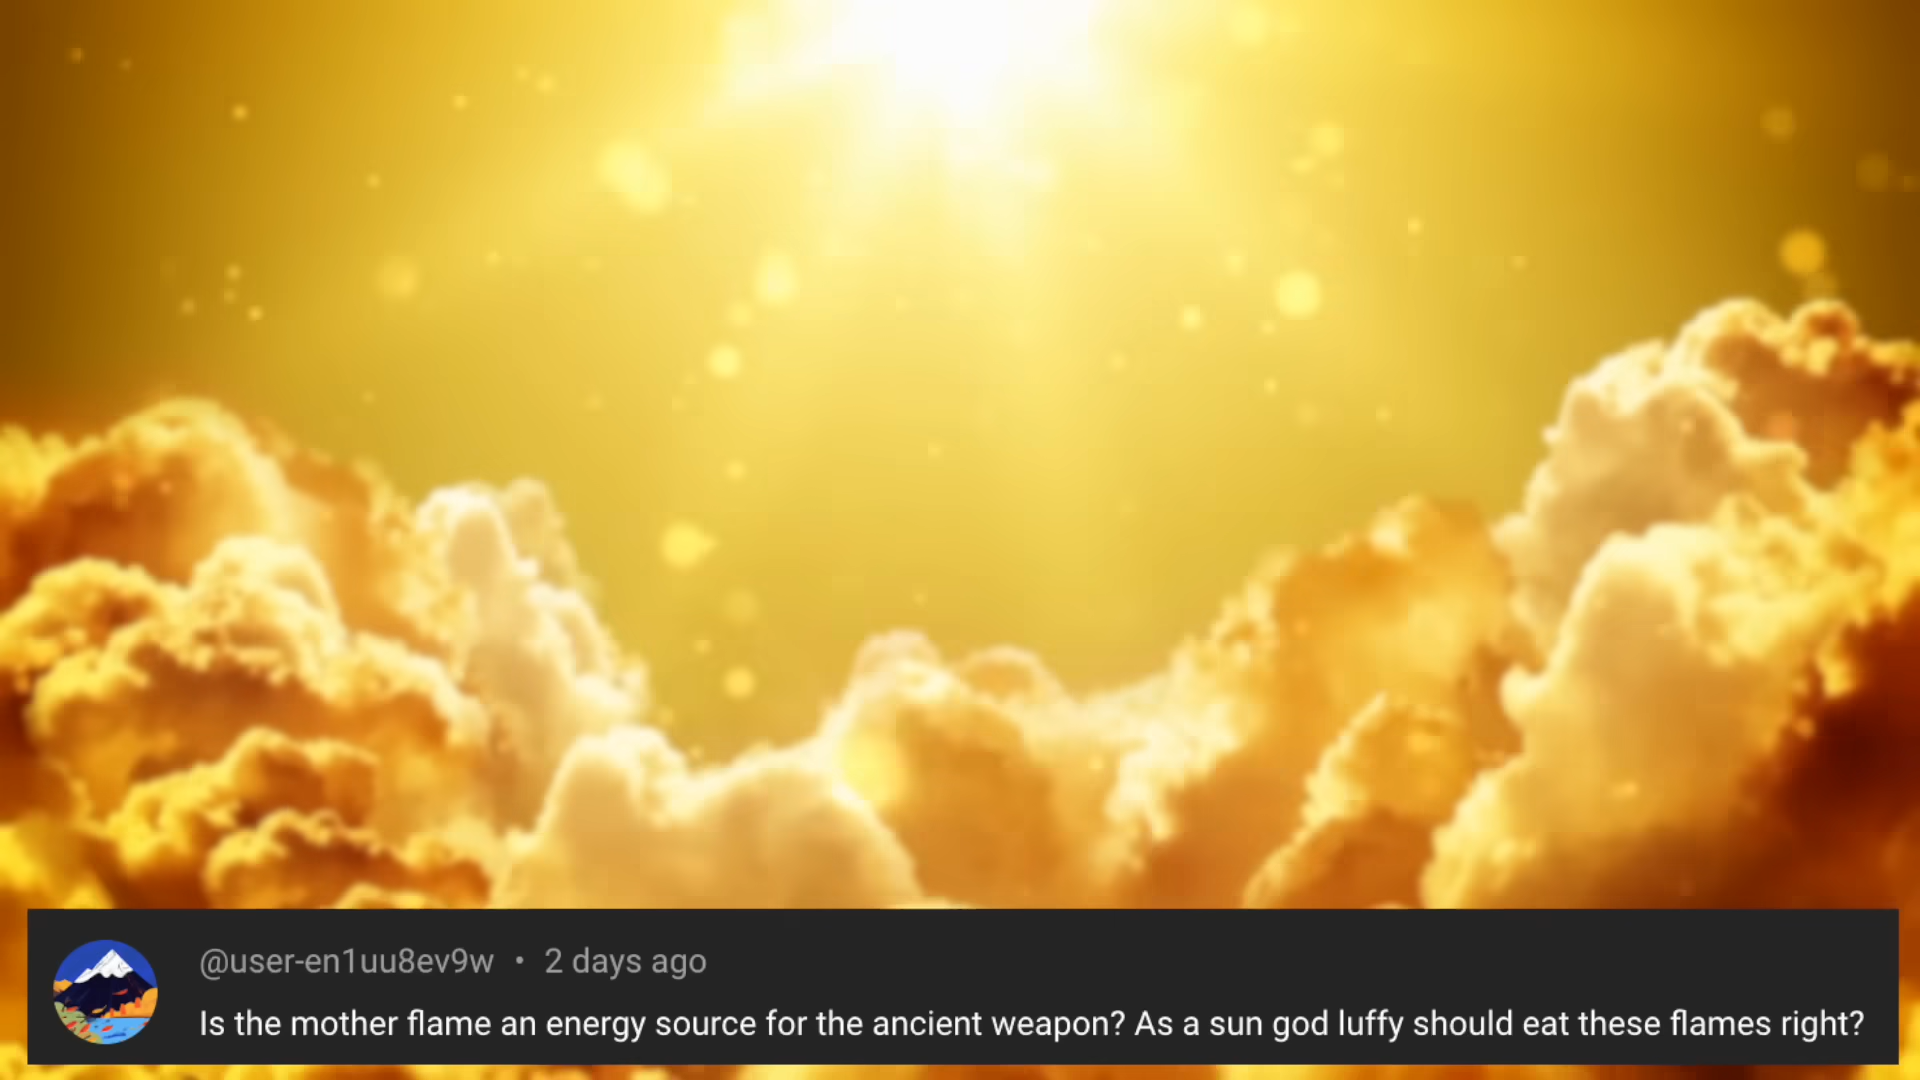 @user-en1uu8ev9w • 2 days ago
Is the mother flame an energy source for the ancient weapon? As a sun god luffy should eat these flames right?